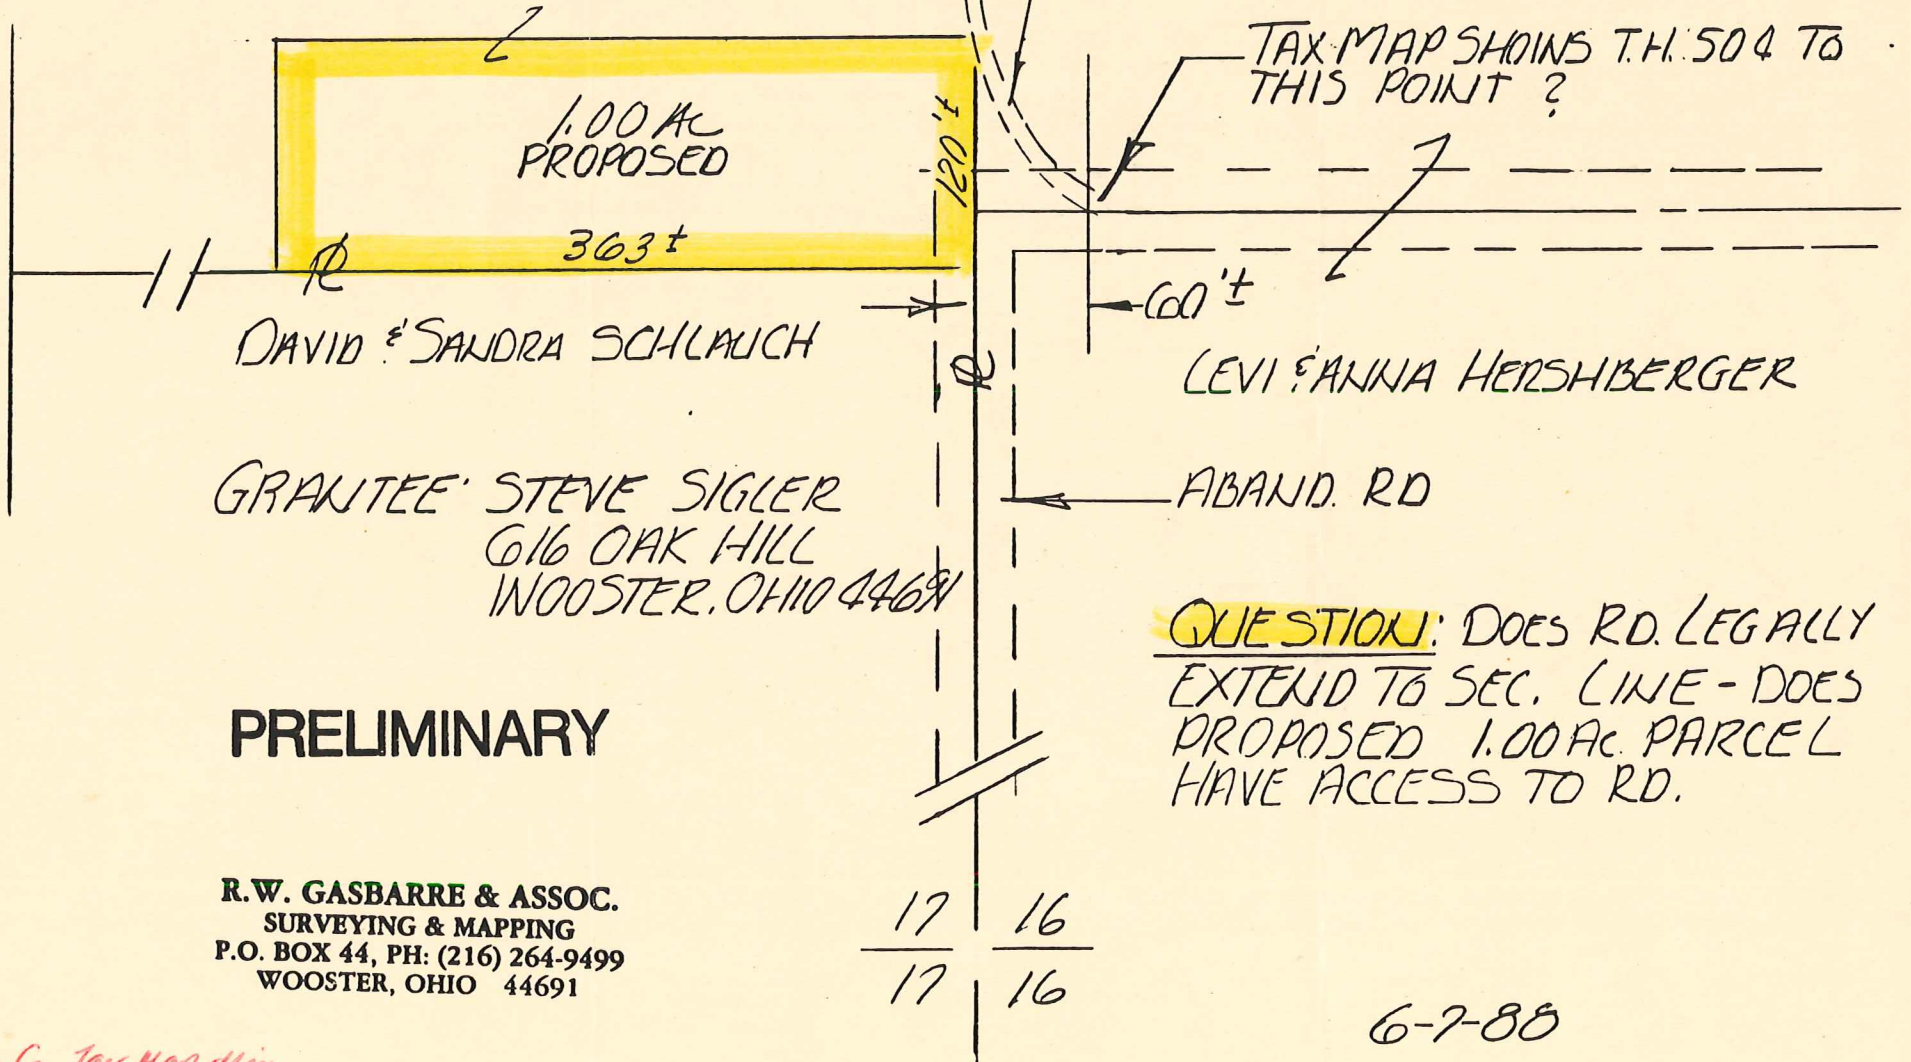 TAX MAP SHOWS T.H. 504 TO
THIS POINT ?
1.00 AC
PROPOSED
120'±
363±
PL
60'±
DAVID & SANDRA SCHLAUCH
PL
LEVI & ANNA HERSHBERGER
GRANTEE: STEVE SIGLER
616 OAK HILL
WOOSTER, OHIO 44691
ABAND. RD
QUESTION: DOES RD. LEGALLY
EXTEND TO SEC. LINE - DOES
PROPOSED 1.00 AC. PARCEL
HAVE ACCESS TO RD.
PRELIMINARY
R.W. GASBARRE & ASSOC.
SURVEYING & MAPPING
P.O. BOX 44, PH: (216) 264-9499
WOOSTER, OHIO 44691
17 16
17 16
6-7-88